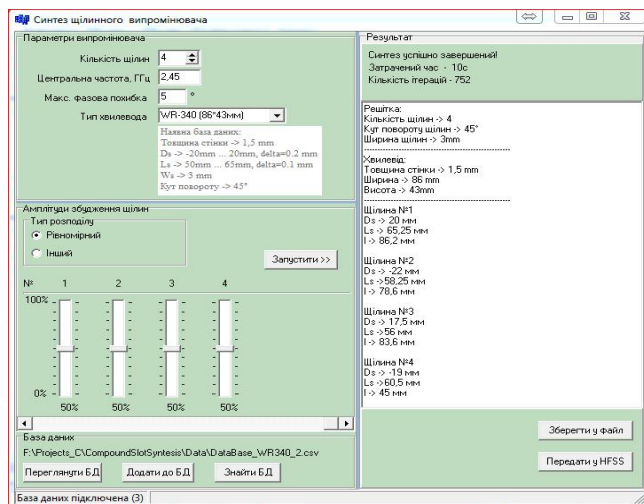 Синтез щілинного випромінювача
Параметри випромінювача
Кількість щілин 4
Центральна частота, ГГц 2,45
Макс. фазова похибка 5 °
Тип хвилевода WR-340 (86*43мм)
Наявна база даних:
Товщина стінки -> 1,5 mm
Ds -> -20mm ... 20mm, delta=0.2 mm
Ls -> 50mm ... 65mm, delta=0.1 mm
Ws -> 3 mm
Кут повороту -> 45°
Амплітуди збудження щілин
Тип розподілу
Рівномірний
Інший
Запустити >>
№ 1 2 3 4
100%
0%
50% 50% 50% 50%
База даних
F:\Projects_C\CompoundSlotSyntesis\Data\DataBase_WR340_2.csv
Переглянути БД Додати до БД Знайти БД
База даних підключена (3)
Результат
Синтез успішно завершений!
Затрачений час - 10с
Кількість ітерацій - 752
Решітка:
Кількість щілин -> 4
Кут повороту щілин -> 45°
Ширина щілин -> 3mm
Хвилевід:
Товщина стінки -> 1,5 mm
Ширина -> 86 mm
Висота -> 43mm
Щілина №1
Ds -> 20 мм
Ls -> 65,25 мм
l -> 86,2 мм
Щілина №2
Ds -> -22 мм
Ls ->58,25 мм
l -> 78,6 мм
Щілина №3
Ds -> 17,5 мм
Ls ->56 мм
l -> 83,6 мм
Щілина №4
Ds -> -19 мм
Ls ->60,5 мм
l -> 45 мм
Зберегти у файл
Передати у HFSS